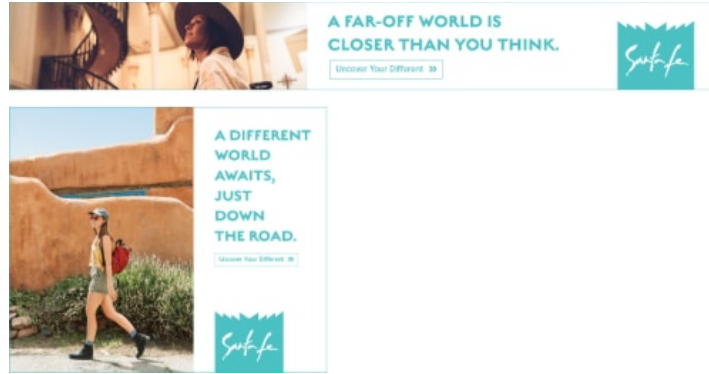 A FAR-OFF WORLD IS
CLOSER THAN YOU THINK.
Uncover Your Different »
Santa Fe
A DIFFERENT
WORLD
AWAITS,
JUST
DOWN
THE ROAD.
Uncover Your Different »
Santa Fe